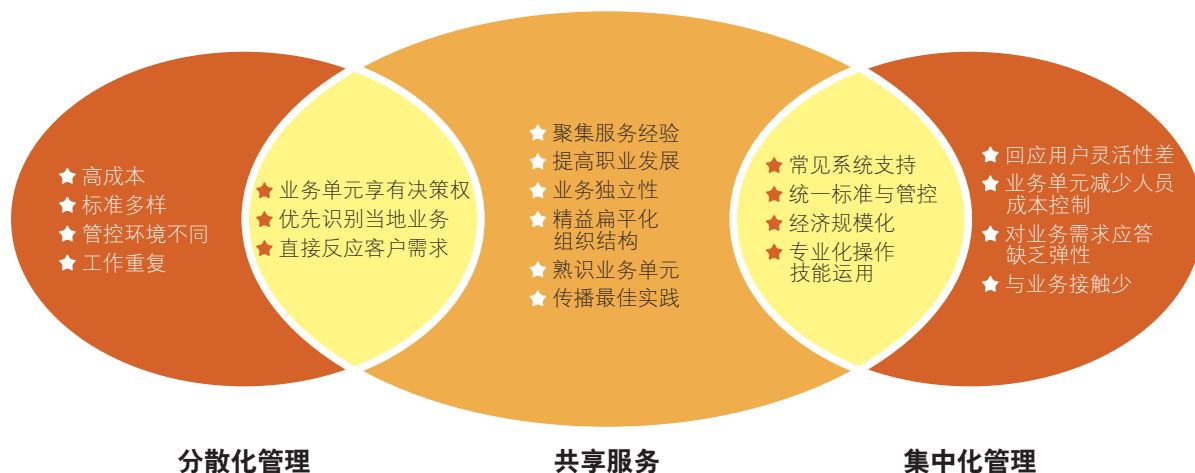 高成本
标准多样
管控环境不同
工作重复
业务单元享有决策权
优先识别当地业务
直接反应客户需求
聚集服务经验
提高职业发展
业务独立性
精益扁平化
组织结构
熟识业务单元
传播最佳实践
常见系统支持
统一标准与管控
经济规模化
专业化操作
技能运用
回应用户灵活性差
业务单元减少人员
成本控制
对业务需求应答
缺乏弹性
与业务接触少
分散化管理
共享服务
集中化管理